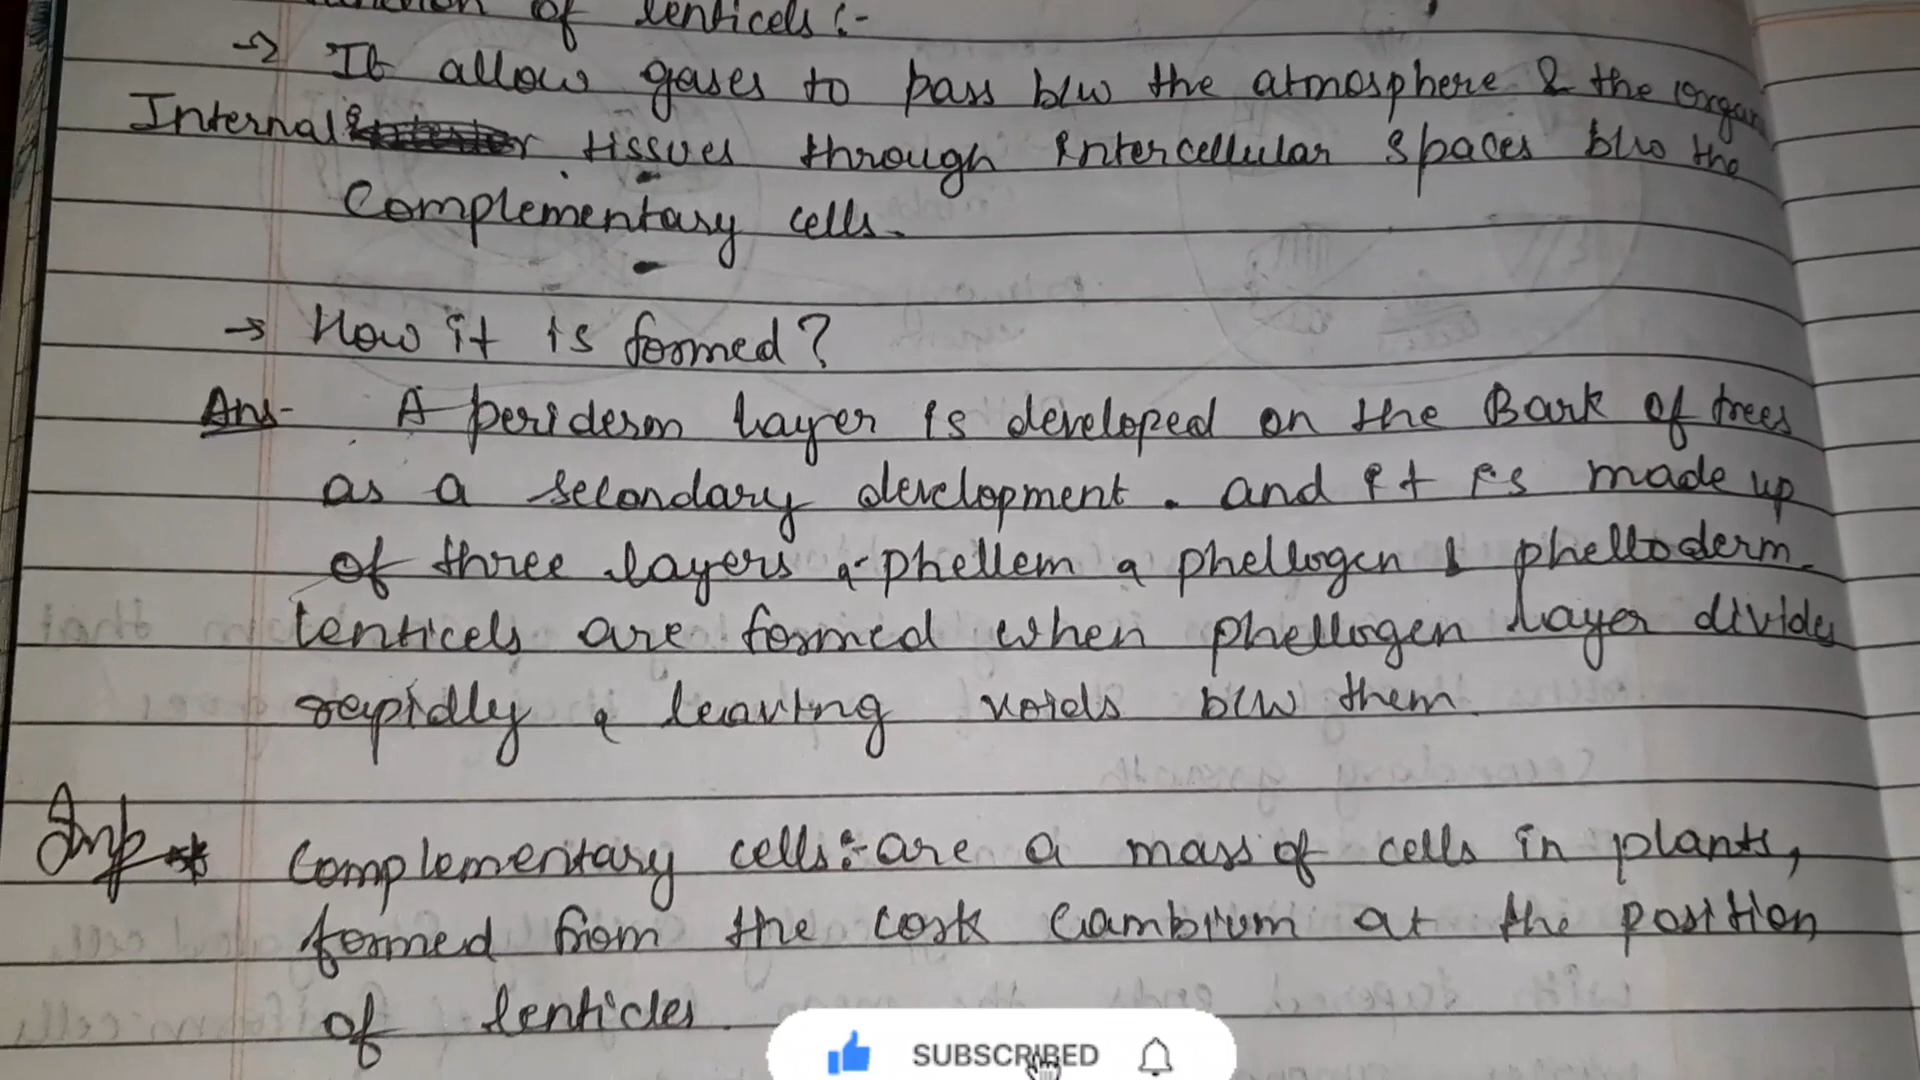 of lenticels :-
→ It allow gases to pass b/w the atmosphere & the organ
Internal tissues through intercellular spaces b/w the
Complementary cells.
→ How it is formed?
Ans- A periderm layer is developed on the Bark of trees
as a secondary development. and it is made up
of three layers :- phellem, phellogen & phelloderm.
lenticels are formed when phellogen layer divides
rapidly & leaving voids b/w them.
Imp * Complementary cells :- are a mass of cells in plants,
formed from the cork cambium at the position
of lenticles.
SUBSCRIBED